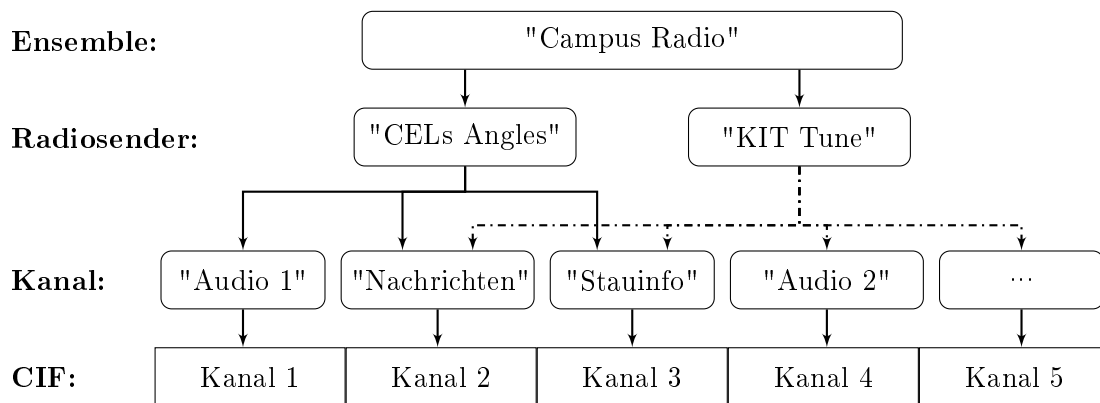 Ensemble: "Campus Radio"
Radiosender: "CELs Angles" "KIT Tune"
Kanal: "Audio 1" "Nachrichten" "Stauinfo" "Audio 2" ...
CIF: Kanal 1 Kanal 2 Kanal 3 Kanal 4 Kanal 5